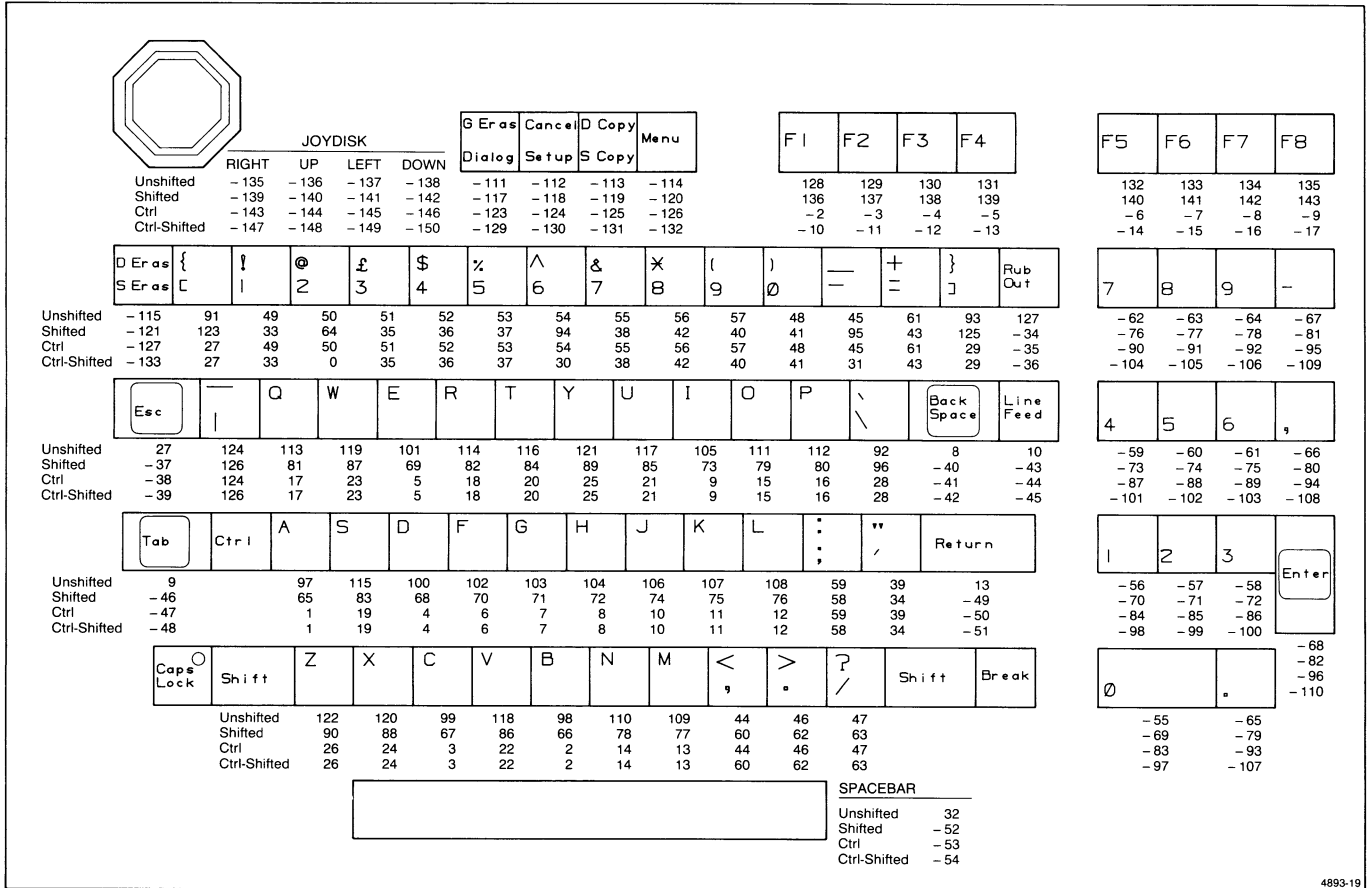 G Eras Cancel D Copy Menu
Dialog Setup S Copy
F1 F2 F3 F4
F5 F6 F7 F8
JOYDISK
RIGHT UP LEFT DOWN
Unshifted -135 -136 -137 -138 -111 -112 -113 -114 128 129 130 131 132 133 134 135
Shifted -139 -140 -141 -142 -117 -118 -119 -120 136 137 138 139 140 141 142 143
Ctrl -143 -144 -145 -146 -123 -124 -125 -126 -2 -3 -4 -5 -6 -7 -8 -9
Ctrl-Shifted -147 -148 -149 -150 -129 -130 -131 -132 -10 -11 -12 -13 -14 -15 -16 -17
D Eras { ! @ £ $ % ^ & * ( ) _ + } Rub Out
S Eras [ 1 2 3 4 5 6 7 8 9 0 - = ]
7 8 9 -
Unshifted -115 91 49 50 51 52 53 54 55 56 57 48 45 61 93 127 -62 -63 -64 -67
Shifted -121 123 33 64 35 36 37 94 38 42 40 41 95 43 125 -34 -76 -77 -78 -81
Ctrl -127 27 49 50 51 52 53 54 55 56 57 48 45 61 29 -35 -90 -91 -92 -95
Ctrl-Shifted -133 27 33 0 35 36 37 30 38 42 40 41 31 43 29 -36 -104 -105 -106 -109
Esc ‾ | Q W E R T Y U I O P ` \ Back Space Line Feed
4 5 6 ,
Unshifted 27 124 113 119 101 114 116 121 117 105 111 112 92 8 10 -59 -60 -61 -66
Shifted -37 126 81 87 69 82 84 89 85 73 79 80 96 -40 -43 -73 -74 -75 -80
Ctrl -38 124 17 23 5 18 20 25 21 9 15 16 28 -41 -44 -87 -88 -89 -94
Ctrl-Shifted -39 126 17 23 5 18 20 25 21 9 15 16 28 -42 -45 -101 -102 -103 -108
Tab Ctrl A S D F G H J K L : ; " ' Return
1 2 3 Enter
Unshifted 9 97 115 100 102 103 104 106 107 108 59 39 13 -56 -57 -58
Shifted -46 65 83 68 70 71 72 74 75 76 58 34 -49 -70 -71 -72
Ctrl -47 1 19 4 6 7 8 10 11 12 59 39 -50 -84 -85 -86
Ctrl-Shifted -48 1 19 4 6 7 8 10 11 12 58 34 -51 -98 -99 -100
-68
-82
-96
-110
Caps Lock Shift Z X C V B N M < , > . ? / Shift Break
0 .
Unshifted 122 120 99 118 98 110 109 44 46 47 -55 -65
Shifted 90 88 67 86 66 78 77 60 62 63 -69 -79
Ctrl 26 24 3 22 2 14 13 44 46 47 -83 -93
Ctrl-Shifted 26 24 3 22 2 14 13 60 62 63 -97 -107
SPACEBAR
Unshifted 32
Shifted -52
Ctrl -53
Ctrl-Shifted -54
4893-19